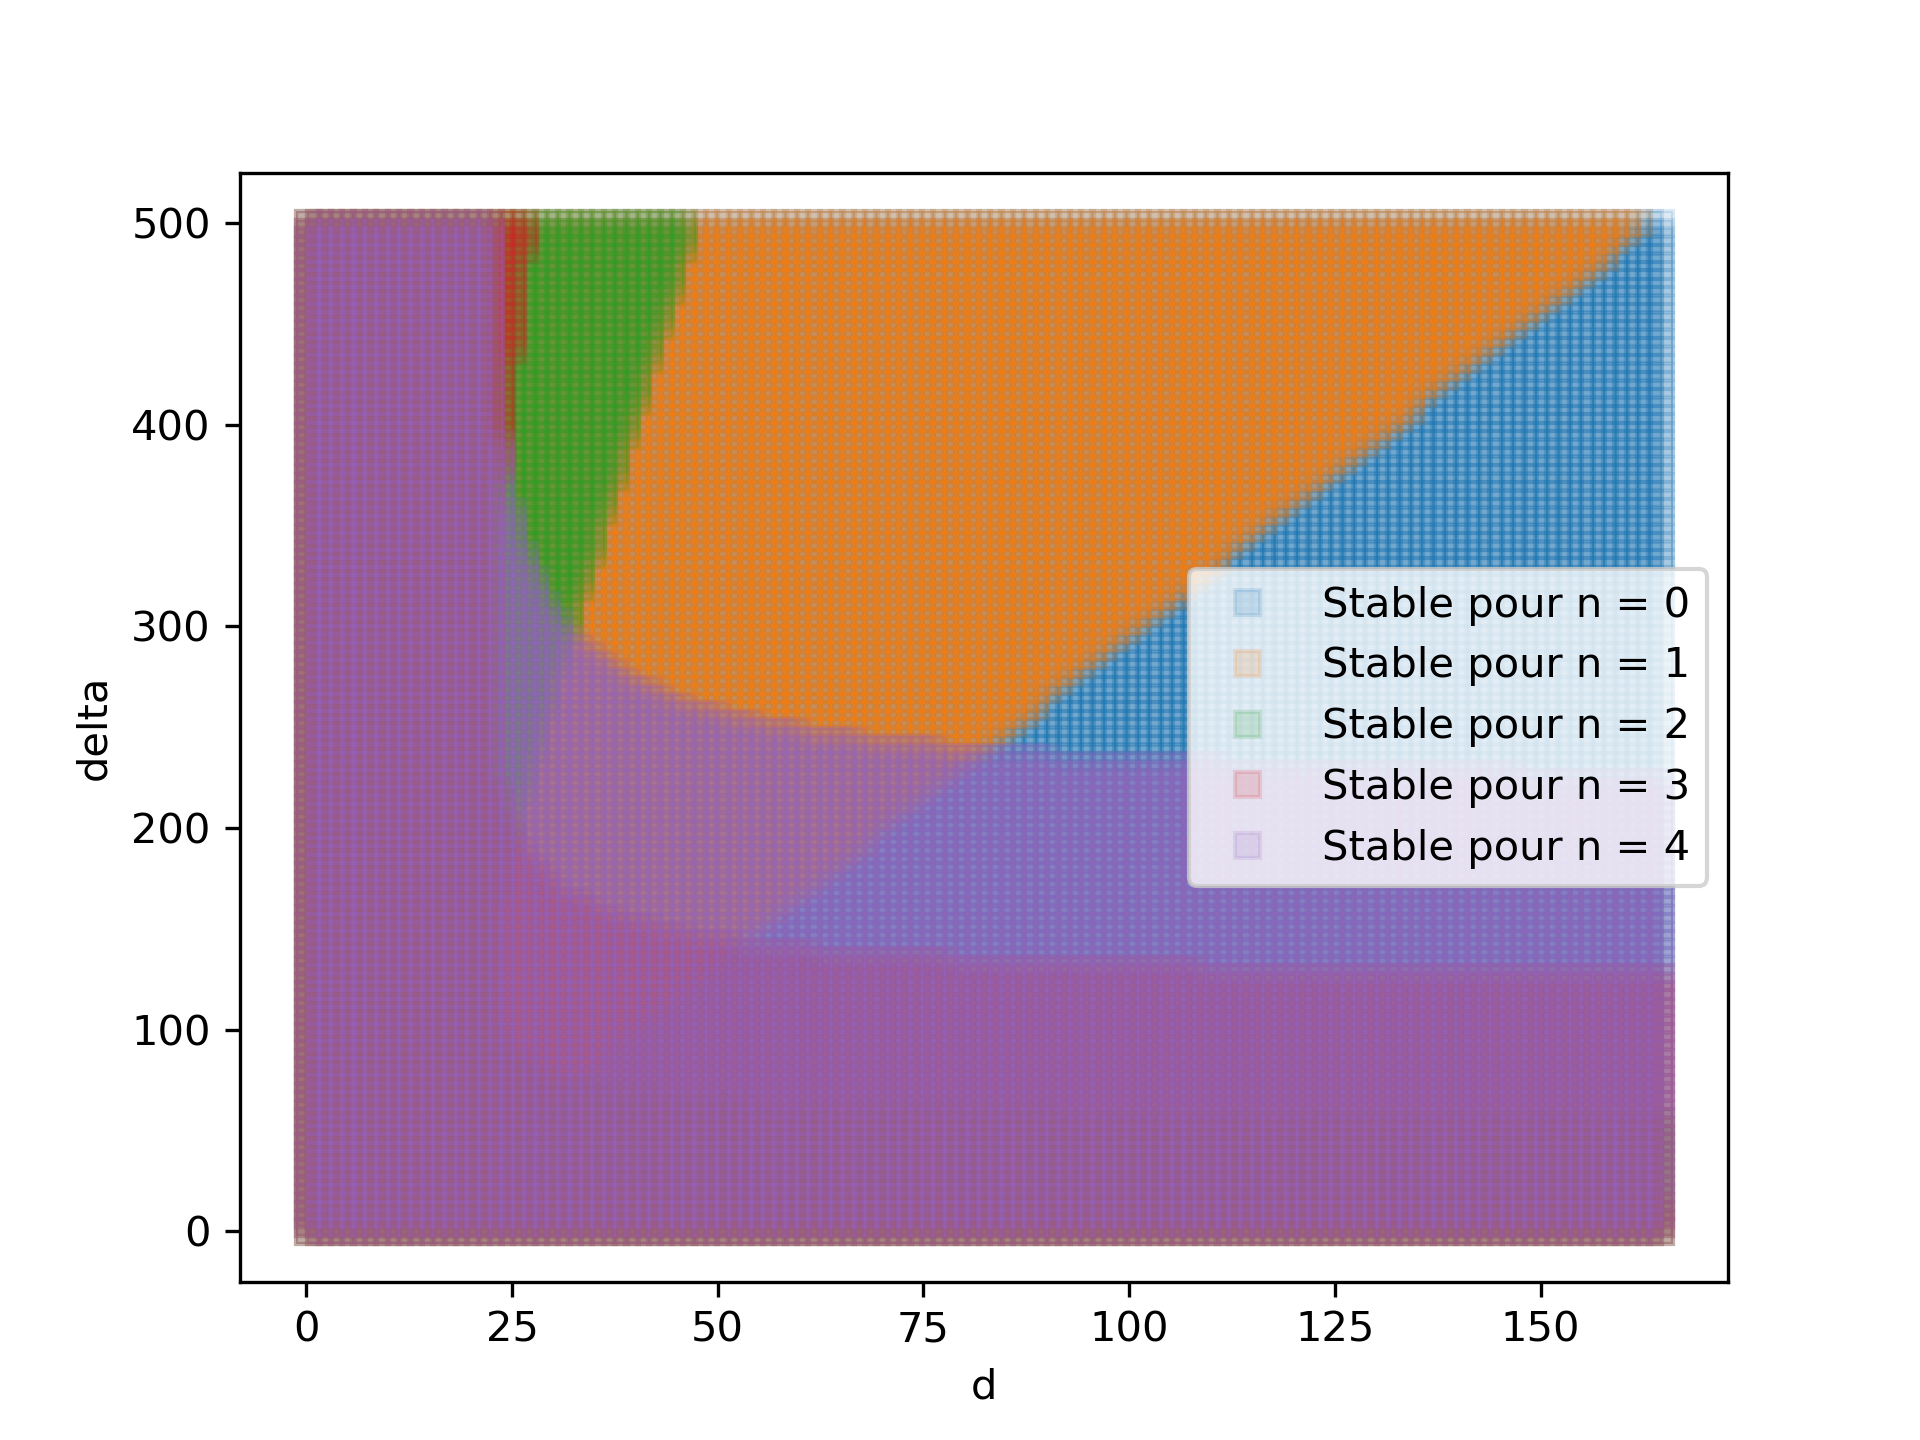 500
400
300
200
100
0
delta
Stable pour n = 0
Stable pour n = 1
Stable pour n = 2
Stable pour n = 3
Stable pour n = 4
0 25 50 75 100 125 150
d